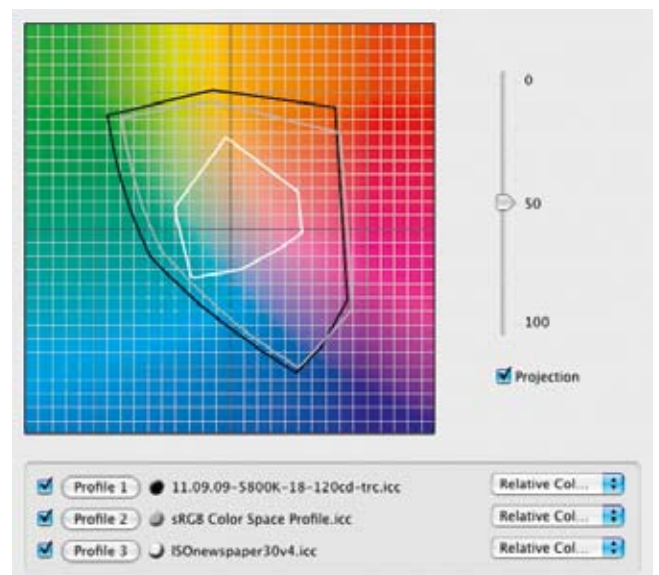 0
50
100
Projection
Profile 1 11.09.09-5800K-18-120cd-trc.icc Relative Col...
Profile 2 sRGB Color Space Profile.icc Relative Col...
Profile 3 ISOnewspaper30v4.icc Relative Col...